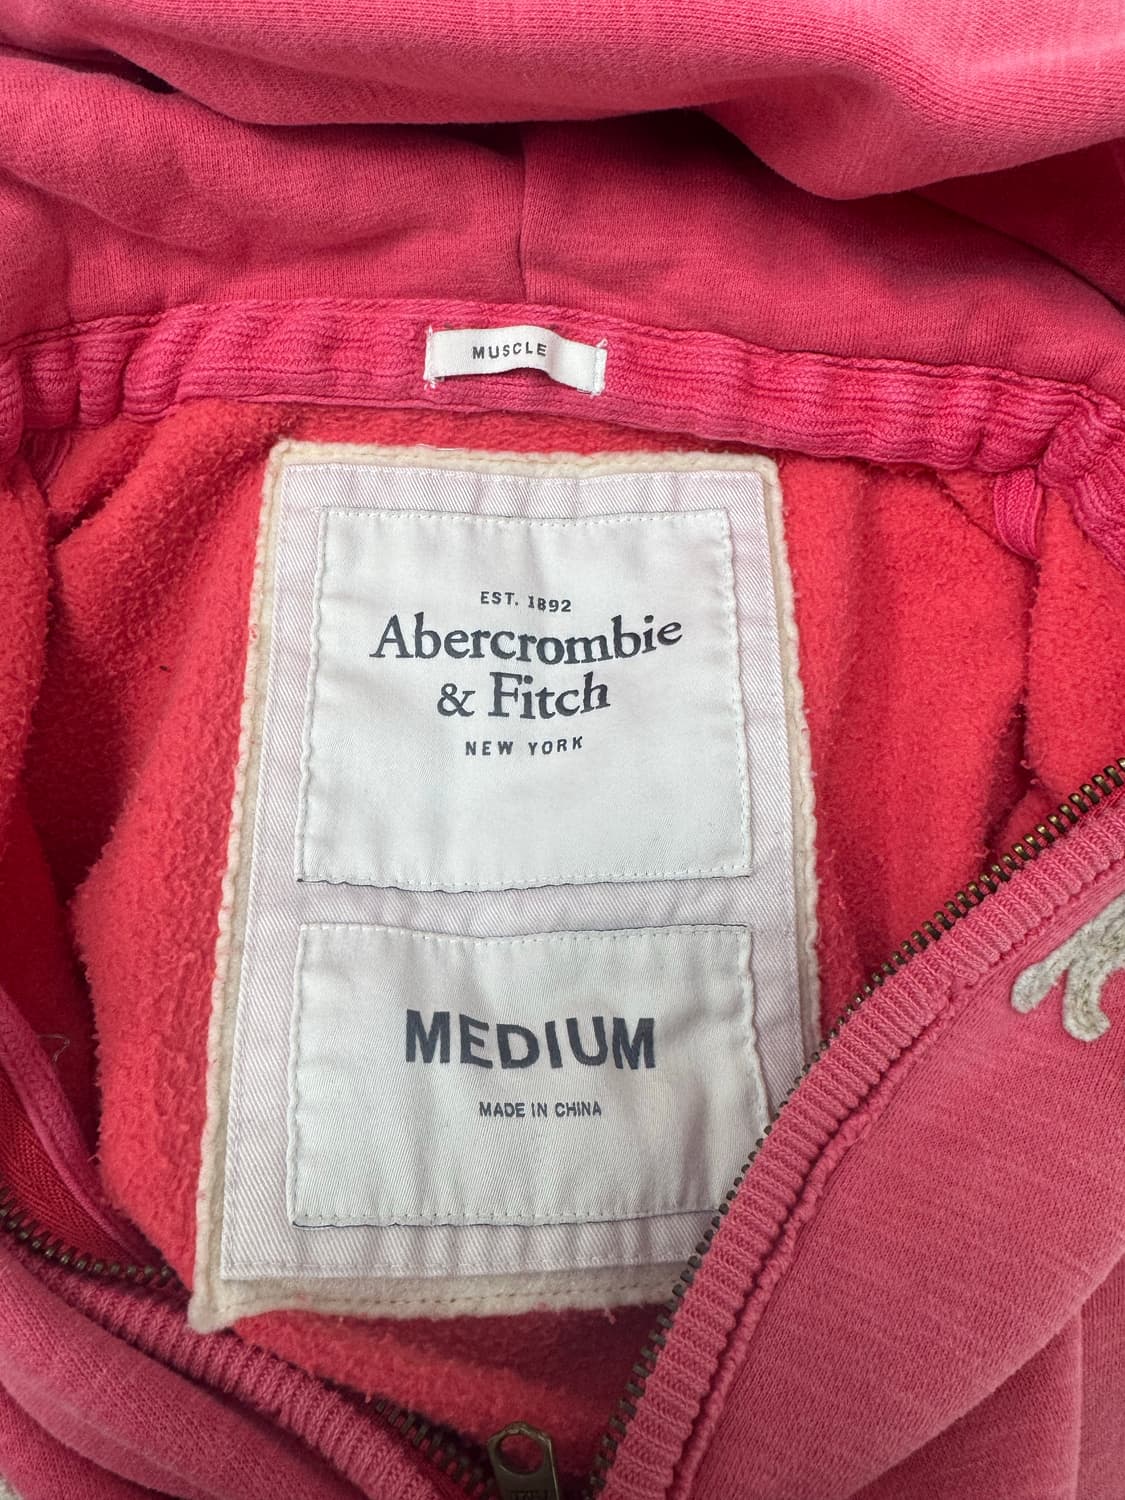 MUSCLE
EST. 1892
Abercrombie
& Fitch
NEW YORK
MEDIUM
MADE IN CHINA